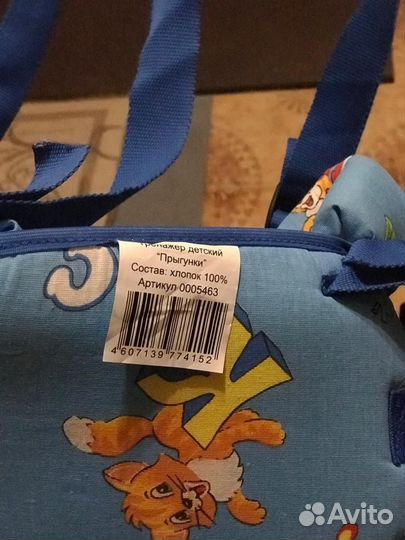 Тренажер детский
"Прыгунки"
Состав: хлопок 100%
Артикул 0005463
4 607139 774152
Avito